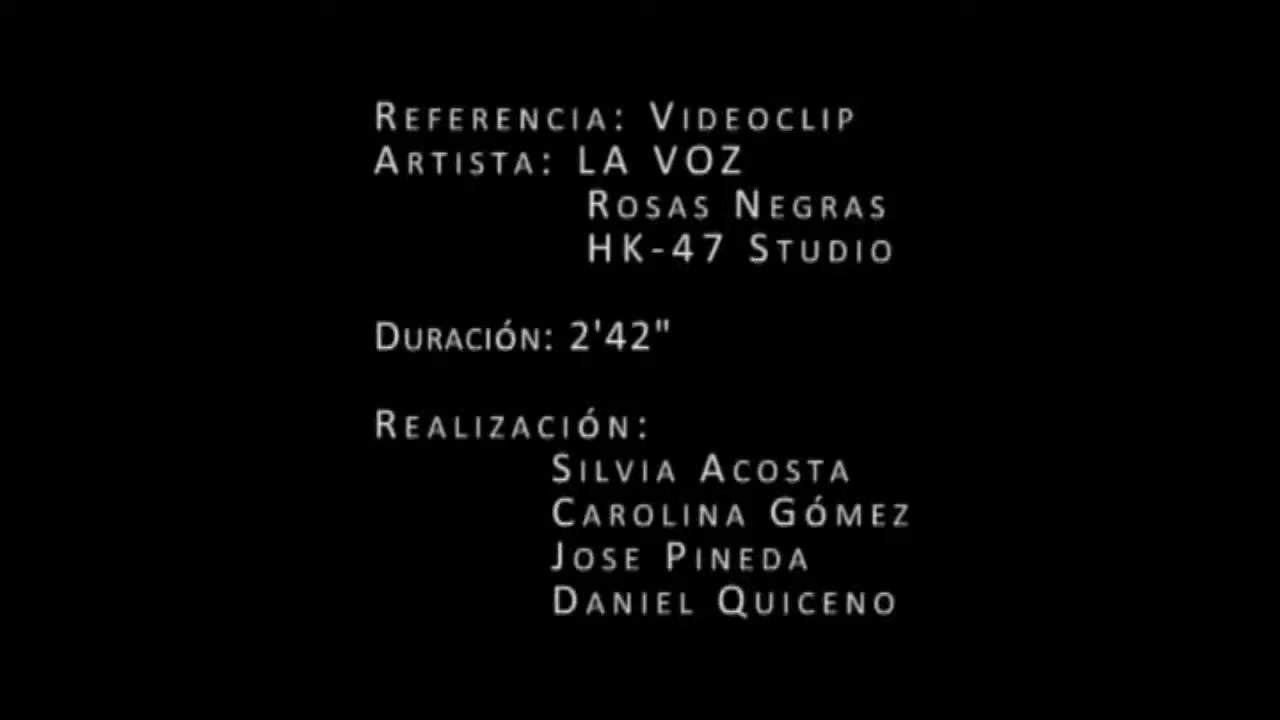 Referencia: Videoclip
Artista: LA VOZ
Rosas Negras
HK-47 Studio
Duración: 2'42"
Realización:
Silvia Acosta
Carolina Gómez
Jose Pineda
Daniel Quiceno